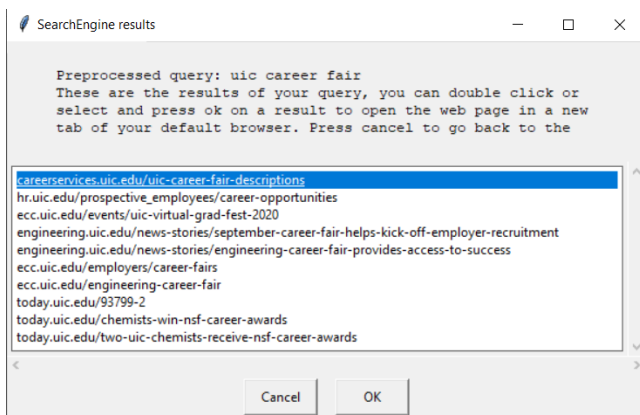 SearchEngine results
Preprocessed query: uic career fair
These are the results of your query, you can double click or
select and press ok on a result to open the web page in a new
tab of your default browser. Press cancel to go back to the
careerservices.uic.edu/uic-career-fair-descriptions
hr.uic.edu/prospective_employees/career-opportunities
ecc.uic.edu/events/uic-virtual-grad-fest-2020
engineering.uic.edu/news-stories/september-career-fair-helps-kick-off-employer-recruitment
engineering.uic.edu/news-stories/engineering-career-fair-provides-access-to-success
ecc.uic.edu/employers/career-fairs
ecc.uic.edu/engineering-career-fair
today.uic.edu/93799-2
today.uic.edu/chemists-win-nsf-career-awards
today.uic.edu/two-uic-chemists-receive-nsf-career-awards
Cancel OK